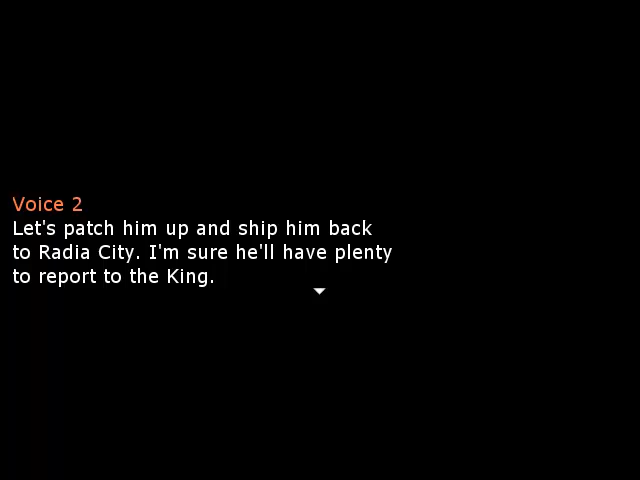 Voice 2
Let's patch him up and ship him back
to Radia City. I'm sure he'll have plenty
to report to the King.